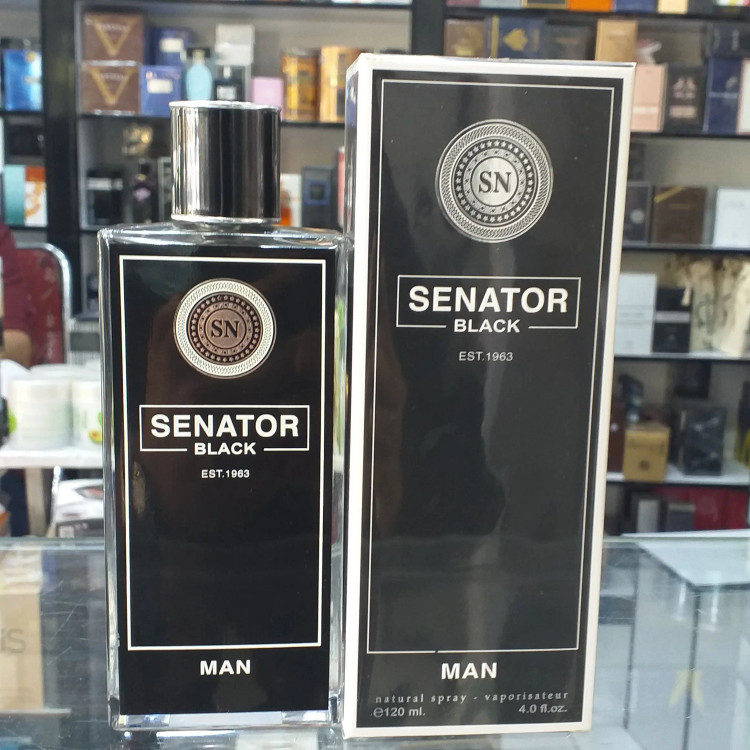 SN
SENATOR
BLACK
EST.1963
MAN
SN
SENATOR
BLACK
EST.1963
MAN
natural spray - vaporisateur
℮120 ml. 4.0 fl.oz.